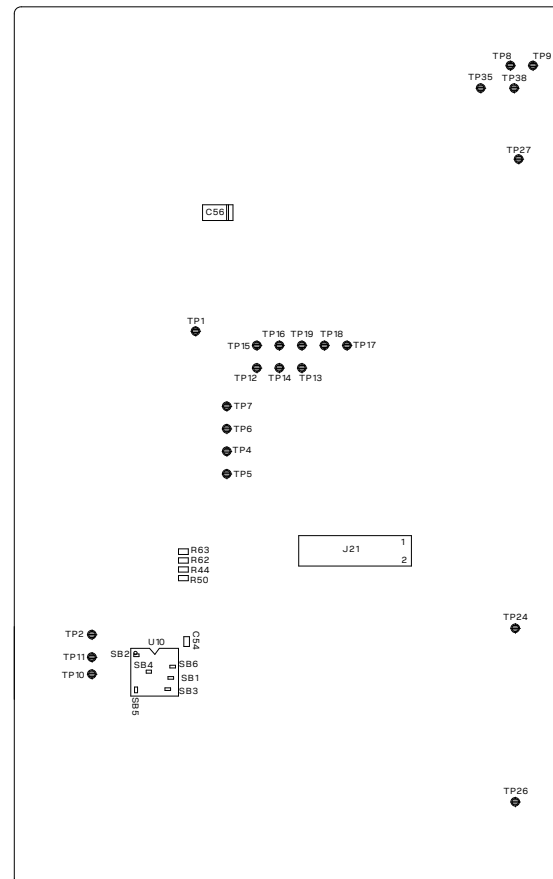 TP8 TP9
TP35 TP38
TP27
C56
TP1
TP16 TP19 TP18
TP15 TP17
TP12 TP14 TP13
TP7
TP6
TP4
TP5
J21 1
2
R63
R62
R44
R50
TP2
TP11
TP10
U10
C54
SB2
SB4
SB6
SB1
SB3
SB5
TP24
TP26